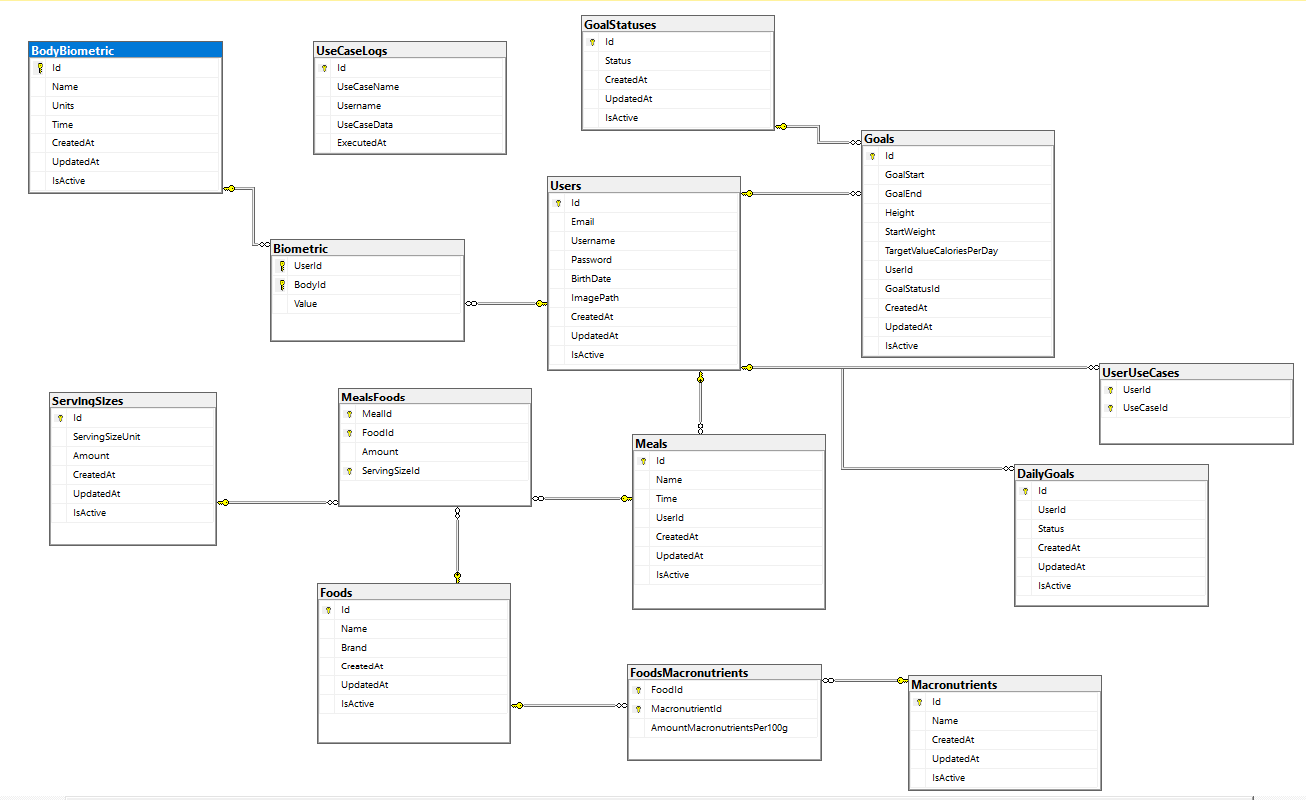 BodyBiometric
Id
Name
Units
Time
CreatedAt
UpdatedAt
IsActive
UseCaseLogs
Id
UseCaseName
Username
UseCaseData
ExecutedAt
GoalStatuses
Id
Status
CreatedAt
UpdatedAt
IsActive
Goals
Id
GoalStart
GoalEnd
Height
StartWeight
TargetValueCaloriesPerDay
UserId
GoalStatusId
CreatedAt
UpdatedAt
IsActive
Users
Id
Email
Username
Password
BirthDate
ImagePath
CreatedAt
UpdatedAt
IsActive
Biometric
UserId
BodyId
Value
UserUseCases
UserId
UseCaseId
ServingSizes
Id
ServingSizeUnit
Amount
CreatedAt
UpdatedAt
IsActive
MealsFoods
MealId
FoodId
Amount
ServingSizeId
Meals
Id
Name
Time
UserId
CreatedAt
UpdatedAt
IsActive
DailyGoals
Id
UserId
Status
CreatedAt
UpdatedAt
IsActive
Foods
Id
Name
Brand
CreatedAt
UpdatedAt
IsActive
FoodsMacronutrients
FoodId
MacronutrientId
AmountMacronutrientsPer100g
Macronutrients
Id
Name
CreatedAt
UpdatedAt
IsActive